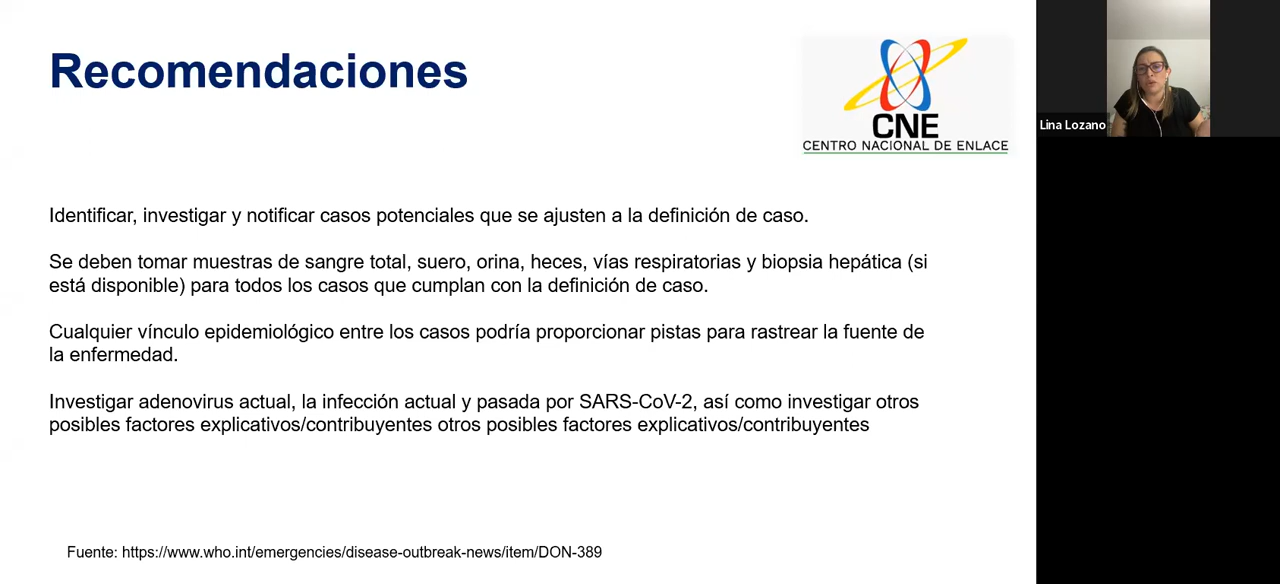 Recomendaciones
CNE
CENTRO NACIONAL DE ENLACE
Lina Lozano
Identificar, investigar y notificar casos potenciales que se ajusten a la definición de caso.
Se deben tomar muestras de sangre total, suero, orina, heces, vías respiratorias y biopsia hepática (si
está disponible) para todos los casos que cumplan con la definición de caso.
Cualquier vínculo epidemiológico entre los casos podría proporcionar pistas para rastrear la fuente de
la enfermedad.
Investigar adenovirus actual, la infección actual y pasada por SARS-CoV-2, así como investigar otros
posibles factores explicativos/contribuyentes otros posibles factores explicativos/contribuyentes
Fuente: https://www.who.int/emergencies/disease-outbreak-news/item/DON-389